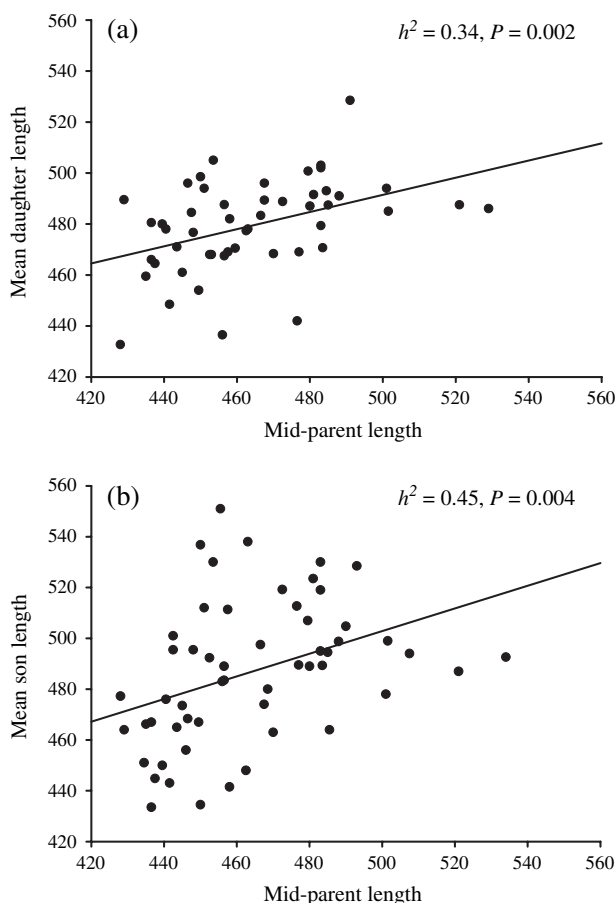 (a)
h² = 0.34, P = 0.002
560
540
520
500
480
460
440
420
Mean daughter length
420 440 460 480 500 520 540 560
Mid-parent length
(b)
h² = 0.45, P = 0.004
560
540
520
500
480
460
440
420
Mean son length
420 440 460 480 500 520 540 560
Mid-parent length